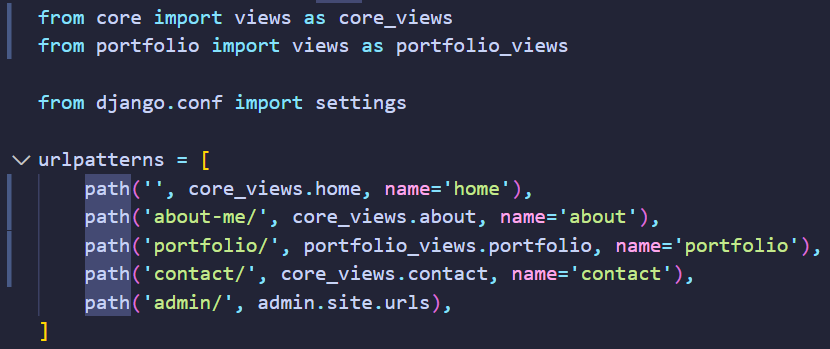 from core import views as core_views
from portfolio import views as portfolio_views
from django.conf import settings
urlpatterns = [
path('', core_views.home, name='home'),
path('about-me/', core_views.about, name='about'),
path('portfolio/', portfolio_views.portfolio, name='portfolio'),
path('contact/', core_views.contact, name='contact'),
path('admin/', admin.site.urls),
]